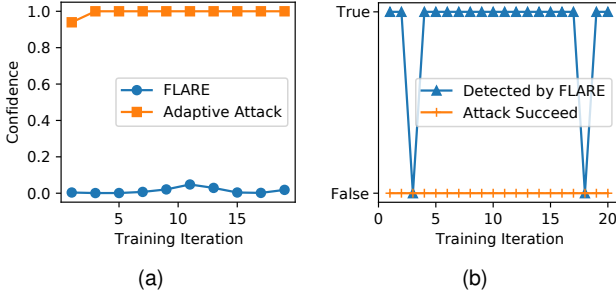 1.0
0.8
0.6
0.4
0.2
0.0
Confidence
FLARE
Adaptive Attack
5
10
15
Training Iteration
(a)
True
False
Detected by FLARE
Attack Succeed
0
5
10
15
20
Training Iteration
(b)